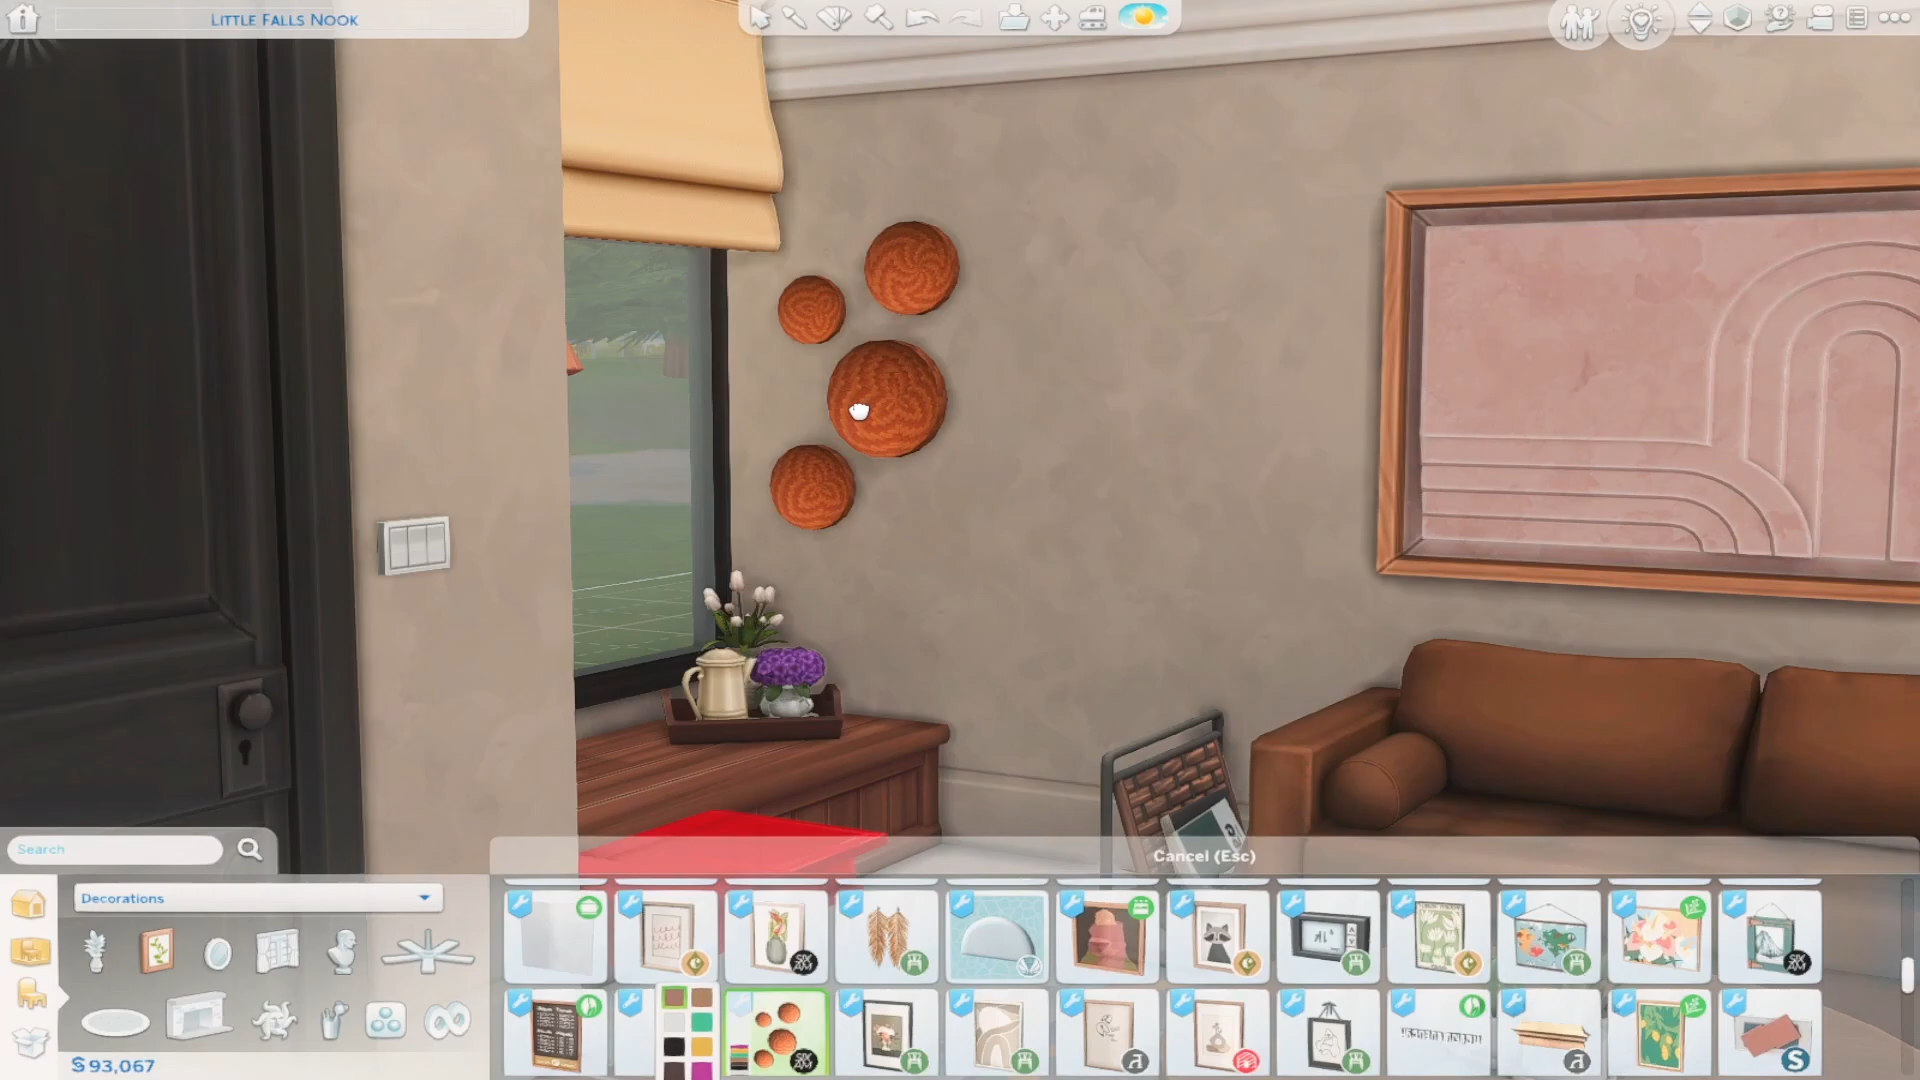 Little Falls Nook
Cancel (Esc)
Search
Decorations
§93,067